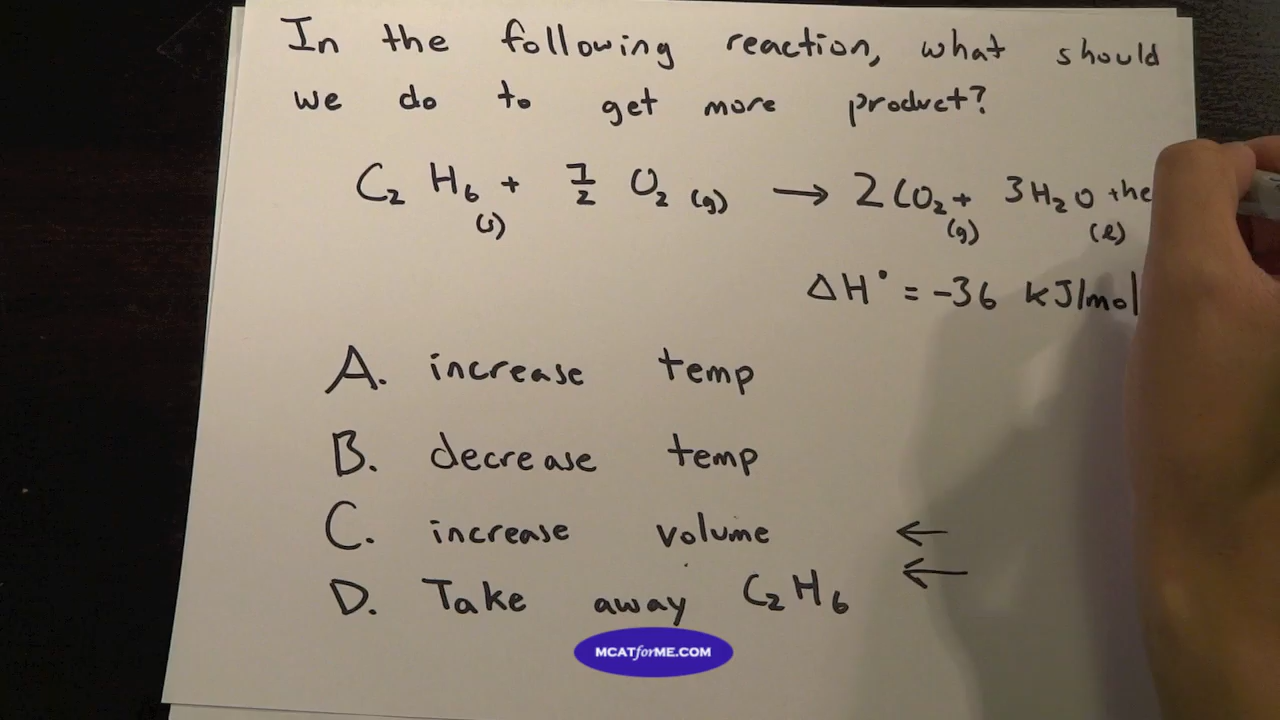 In the following reaction, what should
we do to get more product?
C₂ H₆ (s) + 7/2 O₂ (g) → 2CO₂ (g) + 3H₂O (l) + he
ΔH° = -36 kJ/mol
A. increase temp
B. decrease temp
C. increase volume ←
D. Take away C₂H₆ ←
MCATforME.COM